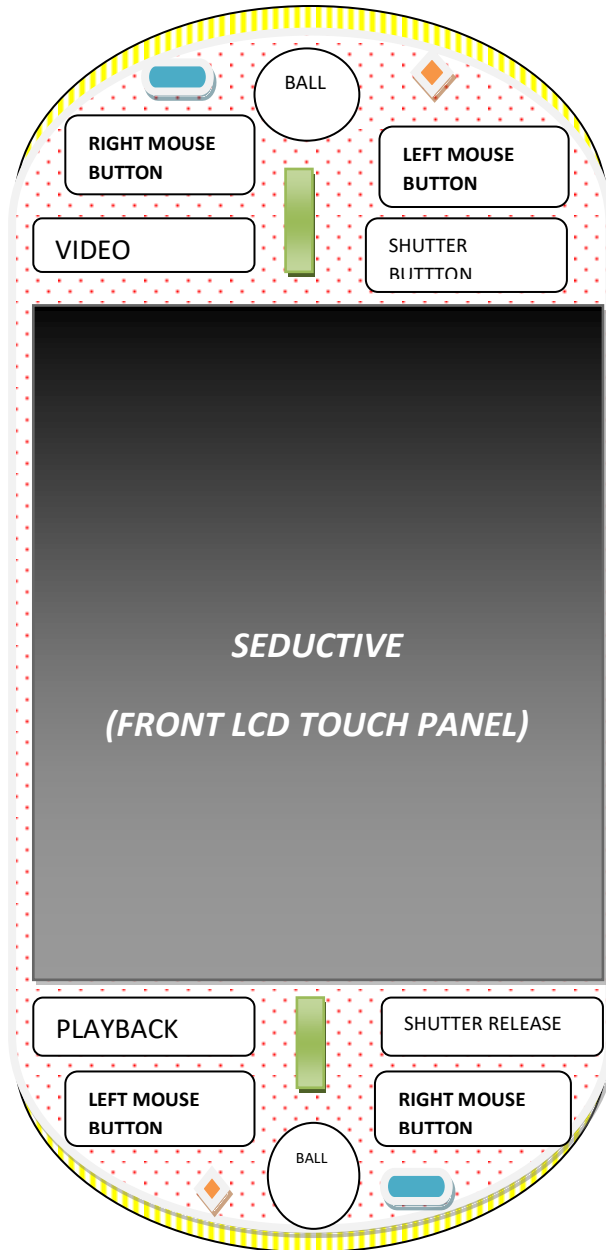 BALL
RIGHT MOUSE
BUTTON
LEFT MOUSE
BUTTON
VIDEO
SHUTTER
BUTTTON
SEDUCTIVE
(FRONT LCD TOUCH PANEL)
PLAYBACK
SHUTTER RELEASE
LEFT MOUSE
BUTTON
RIGHT MOUSE
BUTTON
BALL